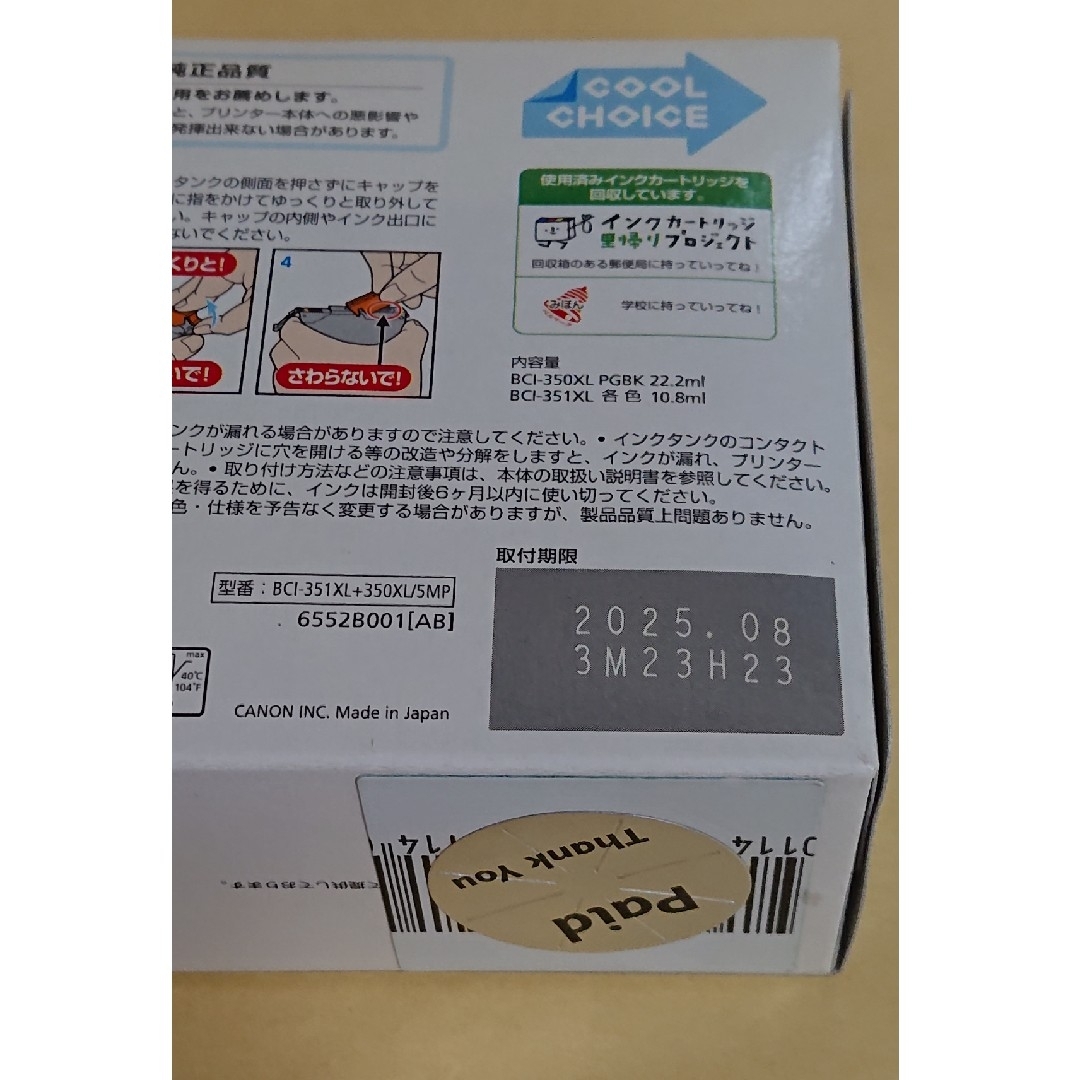 純正品質
用をお薦めします。
と、プリンター本体への悪影響や
発揮出来ない場合があります。
COOL
CHOICE
使用済みインクカートリッジを
回収しています。
インクカートリッジ
里帰りプロジェクト
回収箱のある郵便局に持っていってね!
学校に持っていってね!
タンクの側面を押さずにキャップを
に指をかけてゆっくりと取り外して
い。キャップの内側やインク出口に
ないでください。
くりと!
いで!
4
さわらないで!
内容量
BCI-350XL PGBK 22.2ml
BCI-351XL 各色 10.8ml
ンクが漏れる場合がありますので注意してください。• インクタンクのコンタクト
ートリッジに穴を開ける等の改造や分解をしますと、インクが漏れ、プリンター
ん。• 取り付け方法などの注意事項は、本体の取扱い説明書を参照してください。
を得るために、インクは開封後6ヶ月以内に使い切ってください。
色・仕様を予告なく変更する場合がありますが、製品品質上問題ありません。
取付期限
2025.08
3M23H23
型番:BCI-351XL+350XL/5MP
6552B001[AB]
max
40℃
104°F
CANON INC. Made in Japan
て提供しております。
Paid
Thank You